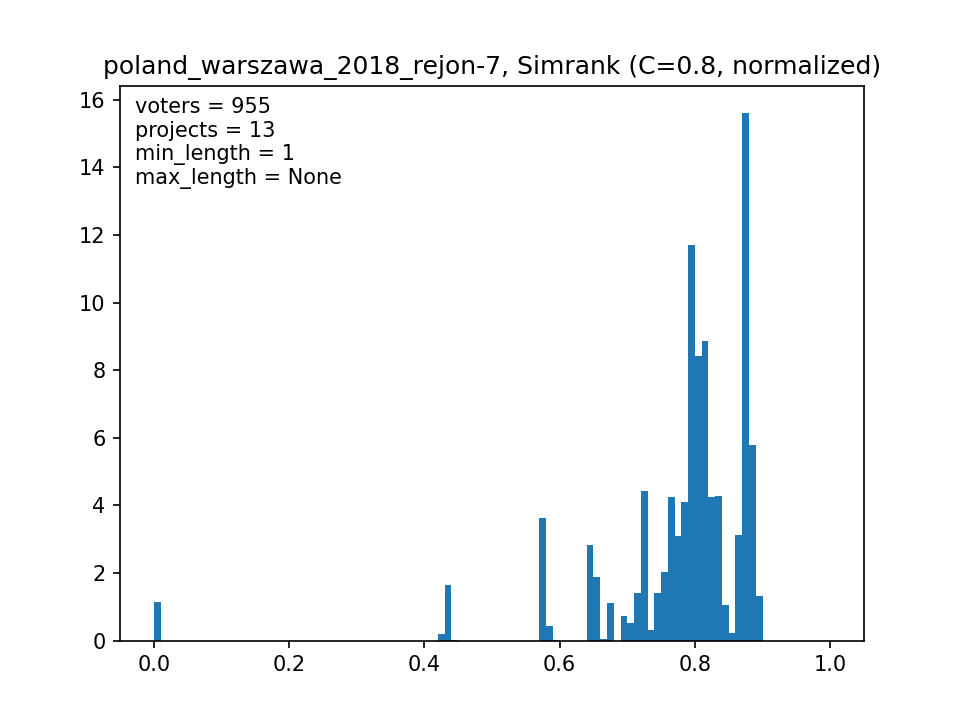 poland_warszawa_2018_rejon-7, Simrank (C=0.8, normalized)
voters = 955
projects = 13
min_length = 1
max_length = None
16
14
12
10
8
6
4
2
0
0.0 0.2 0.4 0.6 0.8 1.0